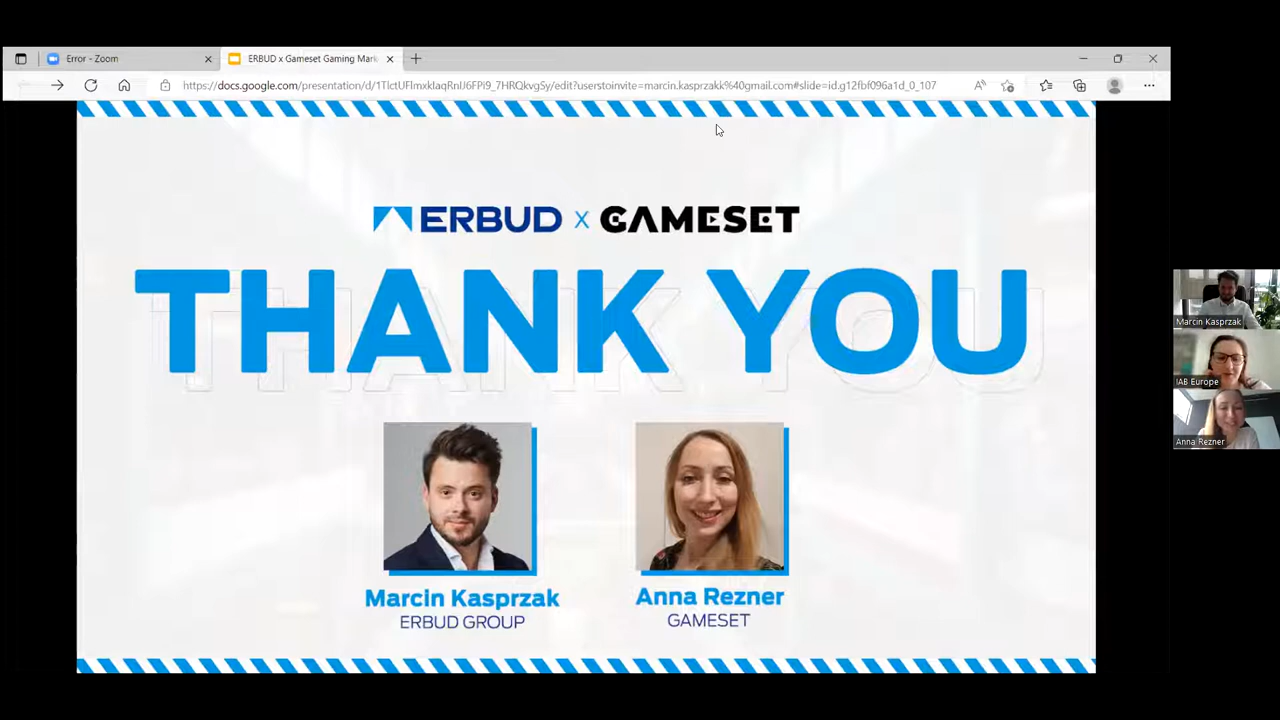 Error - Zoom
ERBUD x Gameset Gaming Mark
https://docs.google.com/presentation/d/1TlctUFlmxklaqRnIJ6FPi9_7HRQkvgSy/edit?userstoinvite=marcin.kasprzakk%40gmail.com#slide=id.g12fbf096a1d_0_107
ERBUD x GAMESET
THANK YOU
Marcin Kasprzak
ERBUD GROUP
Anna Rezner
GAMESET
Marcin Kasprzak
IAB Europe
Anna Rezner